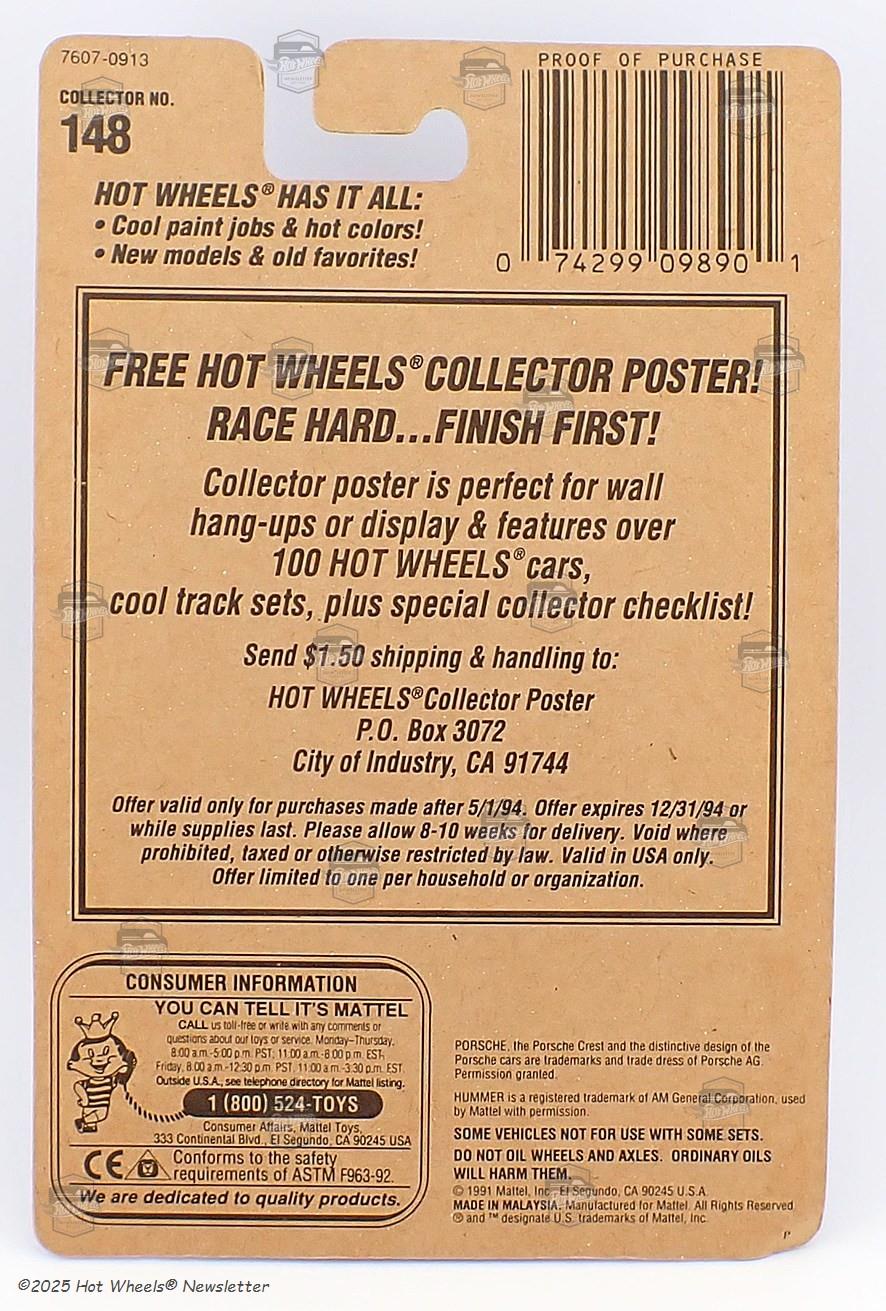 7607-0913
COLLECTOR NO.
148
PROOF OF PURCHASE
0 74299 09890 1
HOT WHEELS® HAS IT ALL:
• Cool paint jobs & hot colors!
• New models & old favorites!
FREE HOT WHEELS® COLLECTOR POSTER!
RACE HARD...FINISH FIRST!
Collector poster is perfect for wall
hang-ups or display & features over
100 HOT WHEELS® cars,
cool track sets, plus special collector checklist!
Send $1.50 shipping & handling to:
HOT WHEELS® Collector Poster
P.O. Box 3072
City of Industry, CA 91744
Offer valid only for purchases made after 5/1/94. Offer expires 12/31/94 or
while supplies last. Please allow 8-10 weeks for delivery. Void where
prohibited, taxed or otherwise restricted by law. Valid in USA only.
Offer limited to one per household or organization.
CONSUMER INFORMATION
YOU CAN TELL IT'S MATTEL
CALL us toll-free or write with any comments or
questions about our toys or service. Monday–Thursday,
8:00 a.m.-5:00 p.m. PST; 11:00 a.m.-8:00 p.m. EST,
Friday, 8:00 a.m.-12:30 p.m. PST, 11:00 a.m.-3:30 p.m. EST.
Outside U.S.A., see telephone directory for Mattel listing.
1 (800) 524-TOYS
Consumer Affairs, Mattel Toys,
333 Continental Blvd., El Segundo, CA 90245 USA
CE Conforms to the safety
requirements of ASTM F963-92.
We are dedicated to quality products.
PORSCHE, the Porsche Crest and the distinctive design of the
Porsche cars are trademarks and trade dress of Porsche AG.
Permission granted.
HUMMER is a registered trademark of AM General Corporation, used
by Mattel with permission.
SOME VEHICLES NOT FOR USE WITH SOME SETS.
DO NOT OIL WHEELS AND AXLES. ORDINARY OILS
WILL HARM THEM.
© 1991 Mattel, Inc. El Segundo, CA 90245 U.S.A.
MADE IN MALAYSIA. Manufactured for Mattel. All Rights Reserved.
® and ™ designate U.S. trademarks of Mattel, Inc.
P
©2025 Hot Wheels® Newsletter